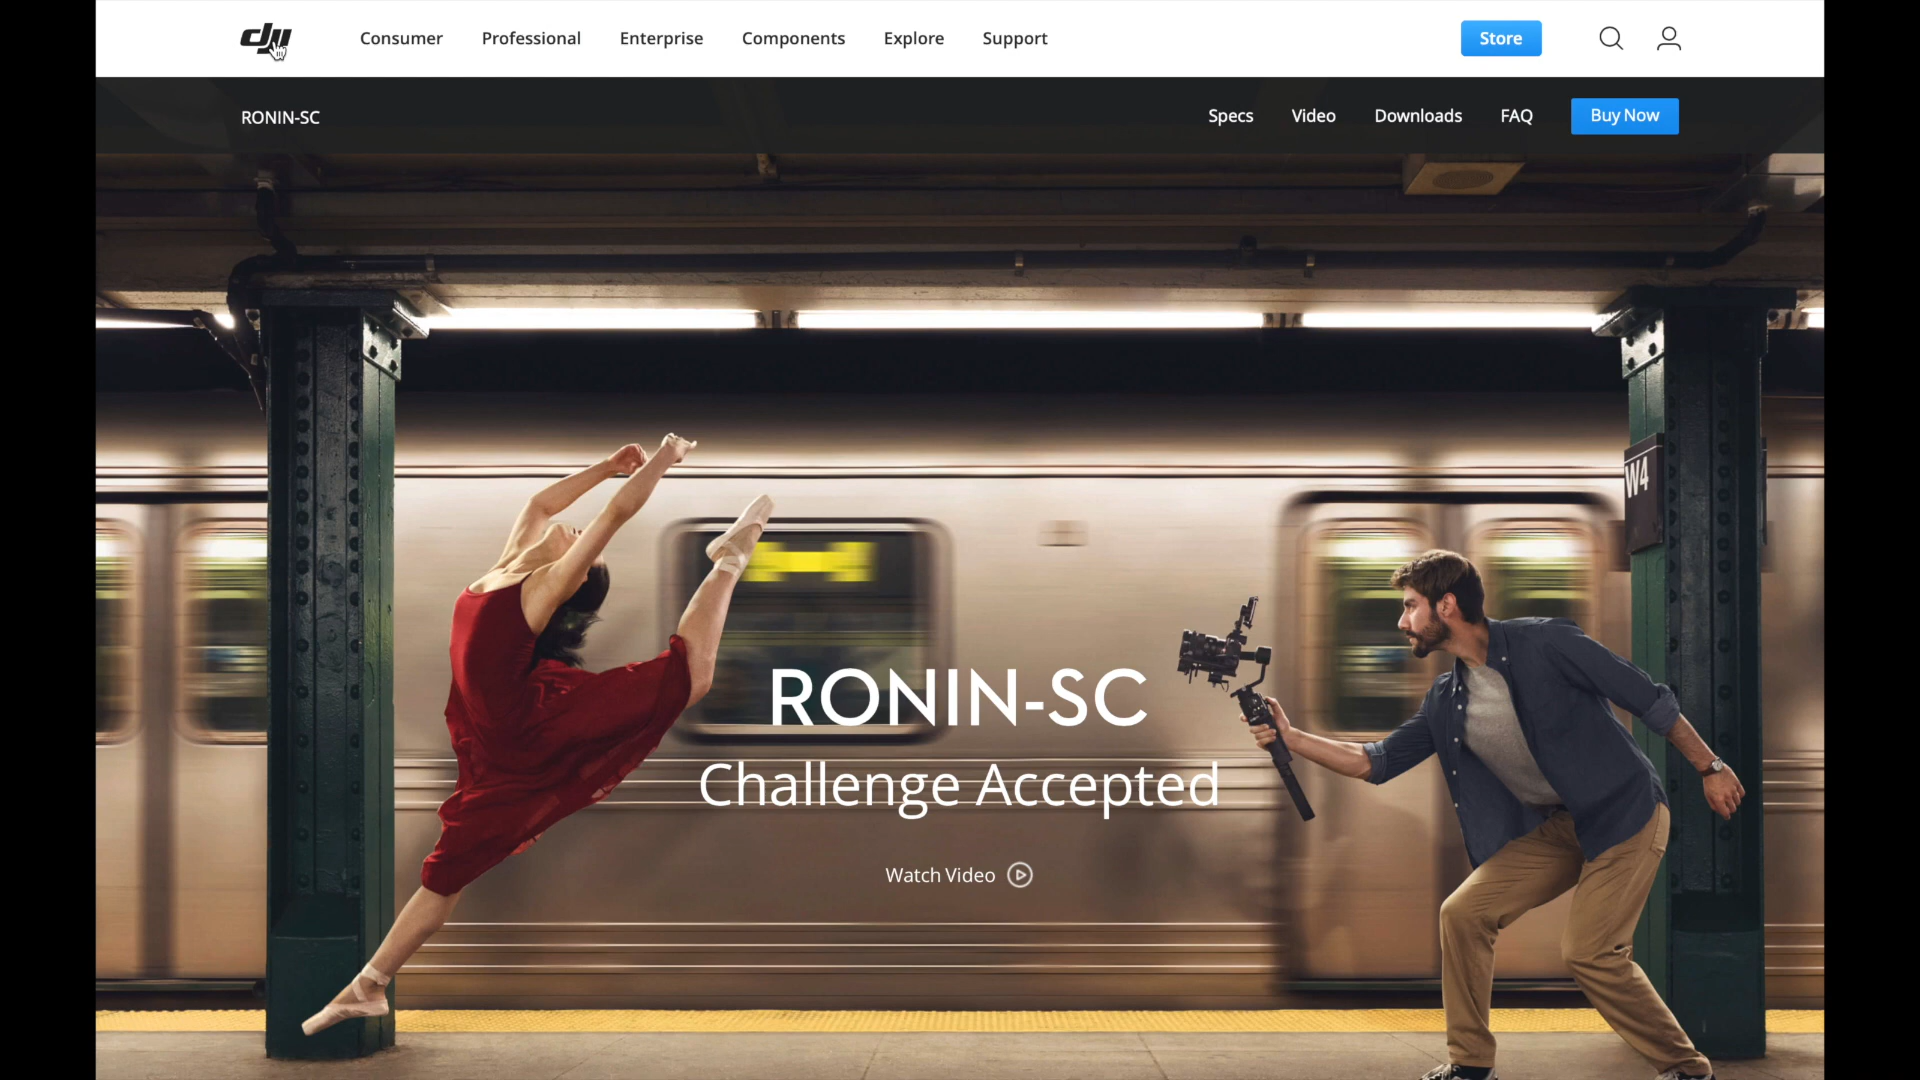 dji
Consumer Professional Enterprise Components Explore Support Store
RONIN-SC Specs Video Downloads FAQ Buy Now
W4
RONIN-SC
Challenge Accepted
Watch Video